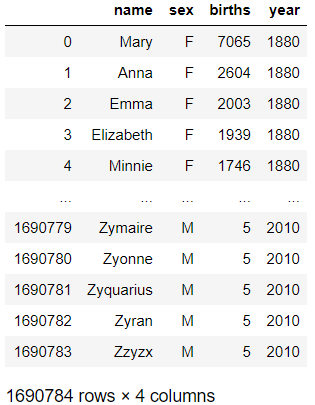 name sex births year
0 Mary F 7065 1880
1 Anna F 2604 1880
2 Emma F 2003 1880
3 Elizabeth F 1939 1880
4 Minnie F 1746 1880
... ... ... ... ...
1690779 Zymaire M 5 2010
1690780 Zyonne M 5 2010
1690781 Zyquarius M 5 2010
1690782 Zyran M 5 2010
1690783 Zzyzx M 5 2010
1690784 rows × 4 columns